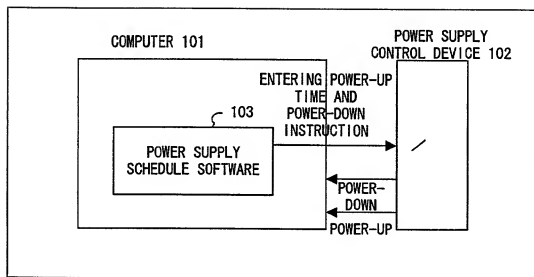 COMPUTER 101
POWER SUPPLY
CONTROL DEVICE 102
ENTERING POWER-UP
TIME AND
POWER-DOWN
INSTRUCTION
103
POWER SUPPLY
SCHEDULE SOFTWARE
POWER-
DOWN
POWER-UP